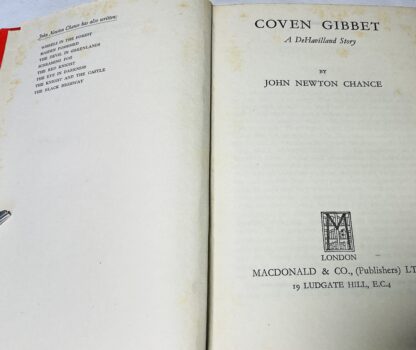 John Newton Chance has also written;
WHEELS IN THE FOREST
MAIDEN POSSESSED
THE DEVIL IN GREENLANDS
SCREAMING FOG
THE RED KNIGHT
THE EYE IN DARKNESS
THE KNIGHT AND THE CASTLE
THE BLACK HIGHWAY
COVEN GIBBET
A DeHavilland Story
BY
JOHN NEWTON CHANCE
LONDON
MACDONALD & CO., (Publishers) LT
19 LUDGATE HILL, E.C.4